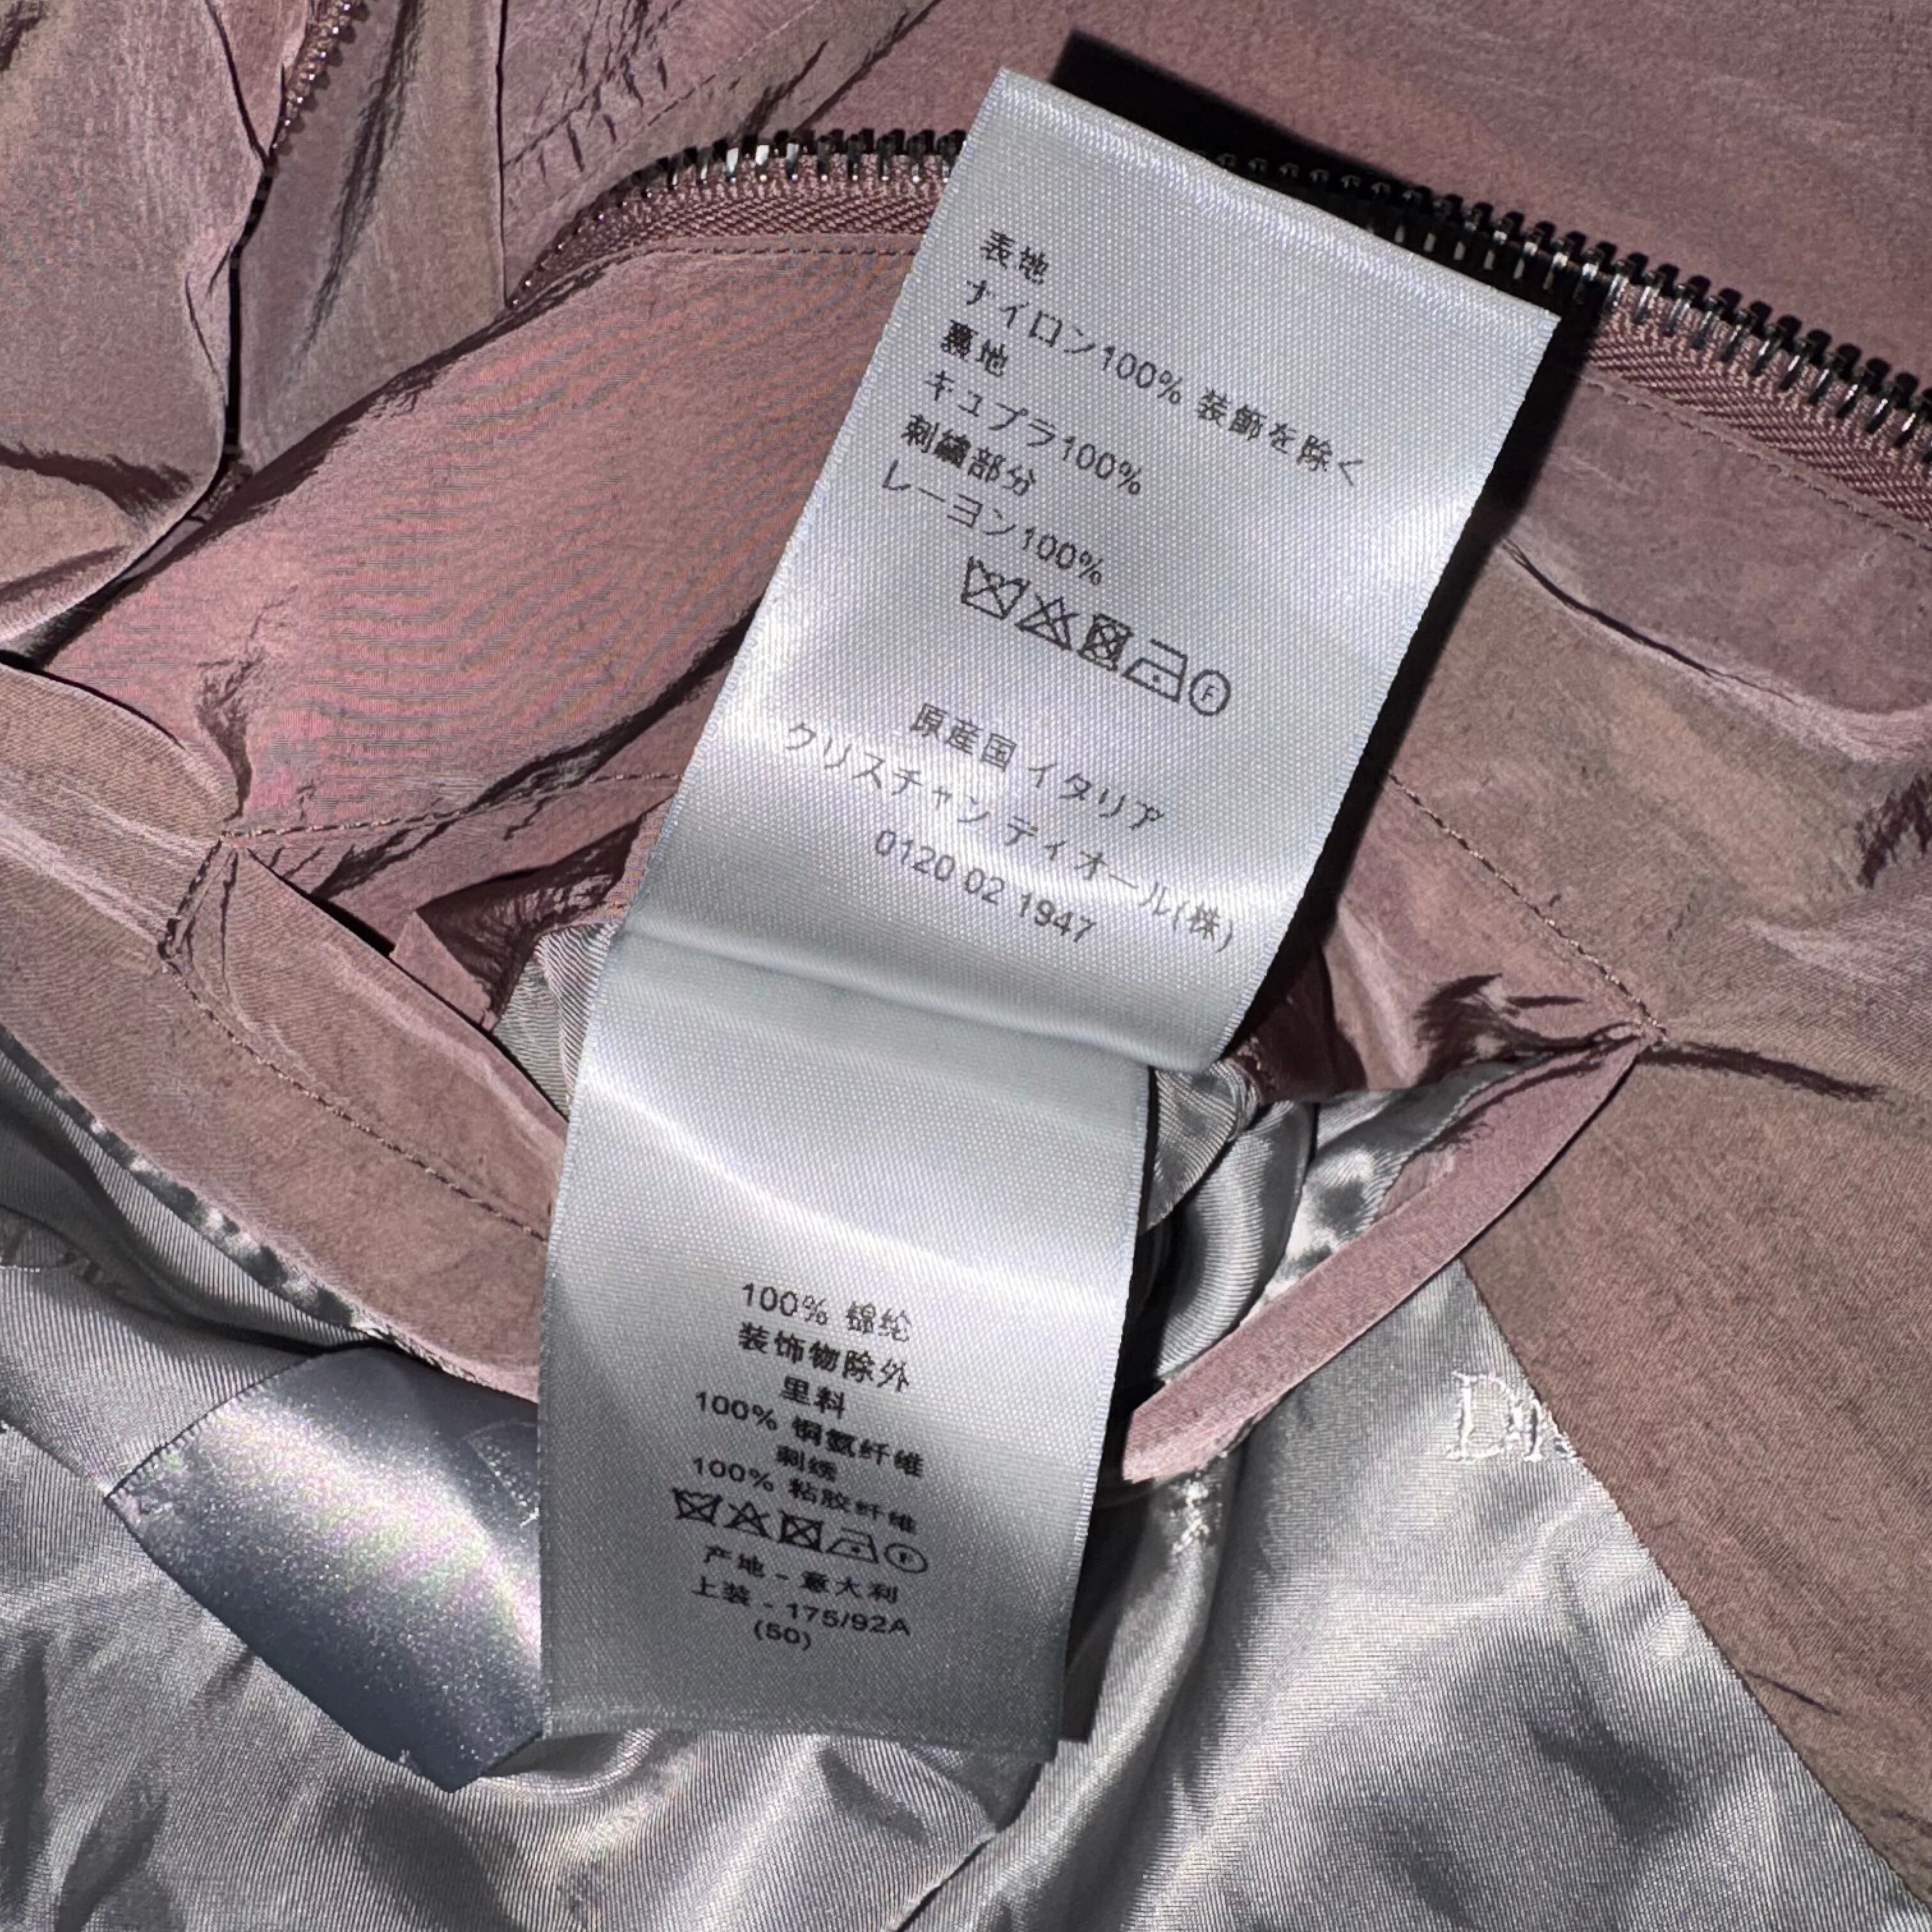 表地
ナイロン100% 装飾を除く
裏地
キュプラ100%
刺繍部分
レーヨン100%
F
原産国 イタリア
クリスチャン ディオール(株)
0120 02 1947
100% 锦纶
装饰物除外
里料
100% 铜氨纤维
刺绣
100% 粘胶纤维
F
产地 - 意大利
上装 - 175/92A
(50)